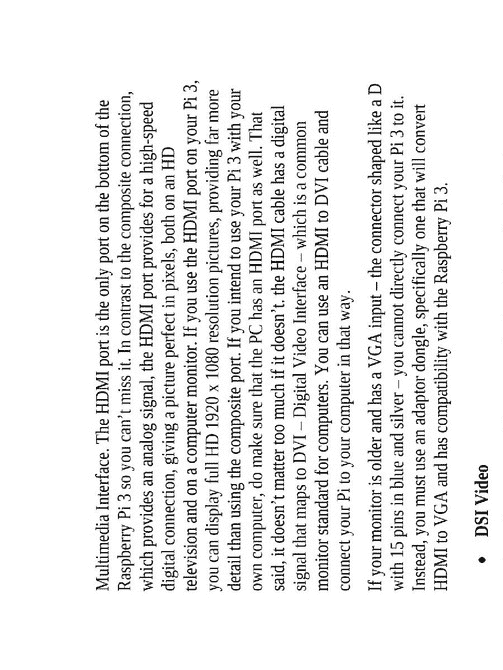 Multimedia Interface. The HDMI port is the only port on the bottom of the
Raspberry Pi 3 so you can't miss it. In contrast to the composite connection,
which provides an analog signal, the HDMI port provides for a high-speed
digital connection, giving a picture perfect in pixels, both on an HD
television and on a computer monitor. If you use the HDMI port on your Pi 3,
you can display full HD 1920 x 1080 resolution pictures, providing far more
detail than using the composite port. If you intend to use your Pi 3 with your
own computer, do make sure that the PC has an HDMI port as well. That
said, it doesn't matter too much if it doesn't. the HDMI cable has a digital
signal that maps to DVI – Digital Video Interface – which is a common
monitor standard for computers. You can use an HDMI to DVI cable and
connect your Pi to your computer in that way.
If your monitor is older and has a VGA input – the connector shaped like a D
with 15 pins in blue and silver – you cannot directly connect your Pi 3 to it.
Instead, you must use an adaptor dongle, specifically one that will convert
HDMI to VGA and has compatibility with the Raspberry Pi 3.
• DSI Video